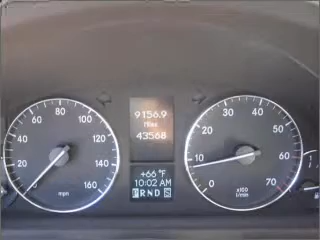 9156.9
Miles
43568
+66 °F
10:02 AM
PRND S
20 40 60 80 100 120 140 160
mph
0 10 20 30 40 50 60 70
x100
1/min